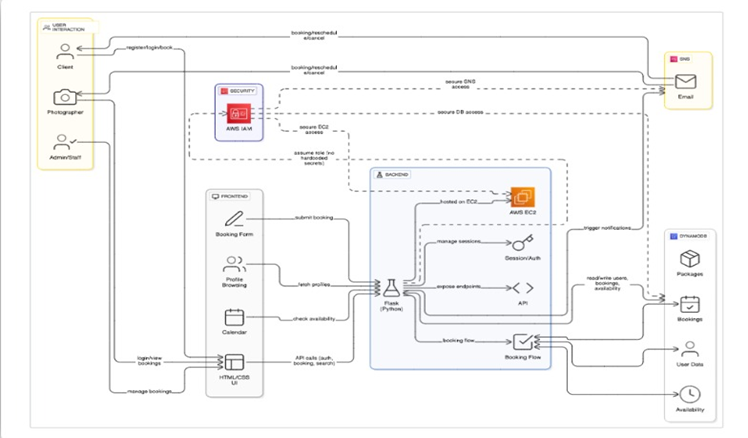 USER
INTERACTION
Client
Photographer
Admin/Staff
booking/reschedul
e/cancel
register/login/book
booking/reschedul
e/cancel
SNS
Email
SECURITY
AWS IAM
secure SNS
access
secure DB access
secure EC2
access
assume role (no
hardcoded
secrets)
FRONTEND
Booking Form
Profile
Browsing
Calendar
HTML/CSS
UI
submit booking
fetch profiles
check availability
API calls (auth,
booking, search)
login/view
bookings
manage bookings
BACKEND
Flask
(Python)
hosted on EC2
AWS EC2
manage sessions
Session/Auth
expose endpoints
API
booking flow
Booking Flow
trigger notifications
read/write users,
bookings,
availability
DYNAMODB
Packages
Bookings
User Data
Availability